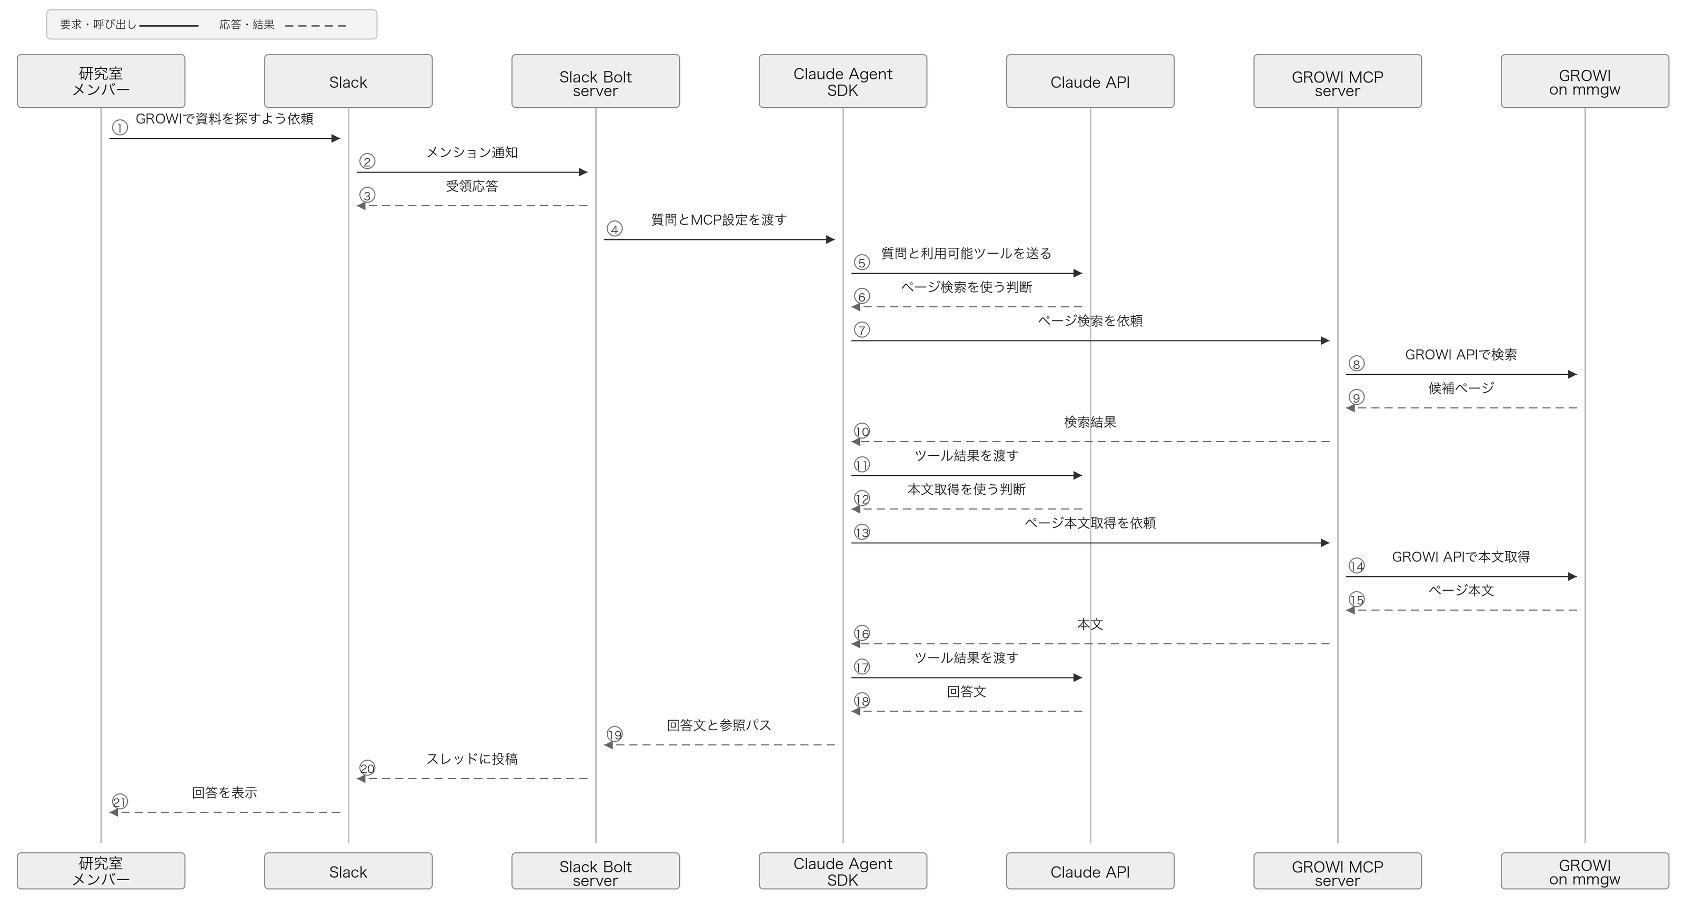 要求・呼び出し
応答・結果
研究室
メンバー
Slack
Slack Bolt
server
Claude Agent
SDK
Claude API
GROWI MCP
server
GROWI
on mmgw
① GROWIで資料を探すよう依頼
② メンション通知
③ 受領応答
④ 質問とMCP設定を渡す
⑤ 質問と利用可能ツールを送る
⑥ ページ検索を使う判断
⑦ ページ検索を依頼
⑧ GROWI APIで検索
⑨ 候補ページ
⑩ 検索結果
⑪ ツール結果を渡す
⑫ 本文取得を使う判断
⑬ ページ本文取得を依頼
⑭ GROWI APIで本文取得
⑮ ページ本文
⑯ 本文
⑰ ツール結果を渡す
⑱ 回答文
⑲ 回答文と参照パス
⑳ スレッドに投稿
㉑ 回答を表示
研究室
メンバー
Slack
Slack Bolt
server
Claude Agent
SDK
Claude API
GROWI MCP
server
GROWI
on mmgw